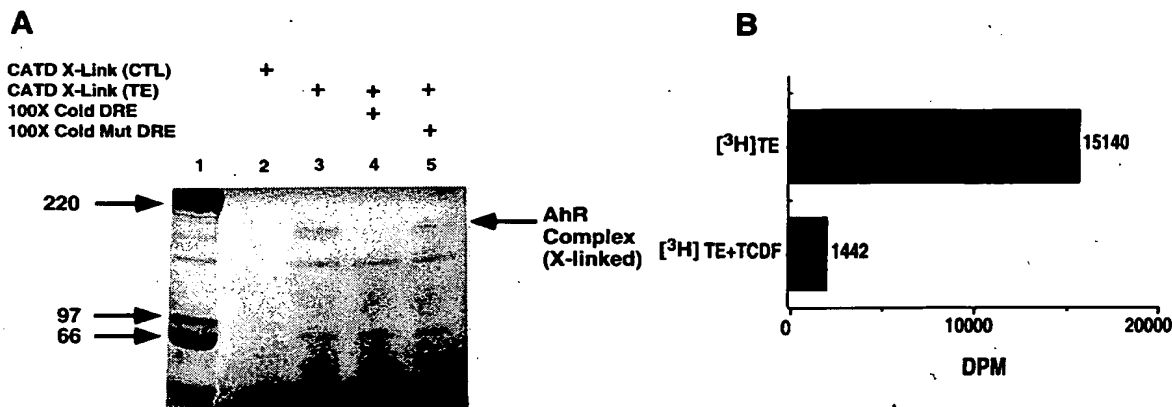 A
CATD X-Link (CTL) +
CATD X-Link (TE) + + +
100X Cold DRE +
100X Cold Mut DRE +
1 2 3 4 5
220
97
66
AhR
Complex
(X-linked)
B
[³H]TE
15140
[³H] TE+TCDF
1442
0 10000 20000
DPM